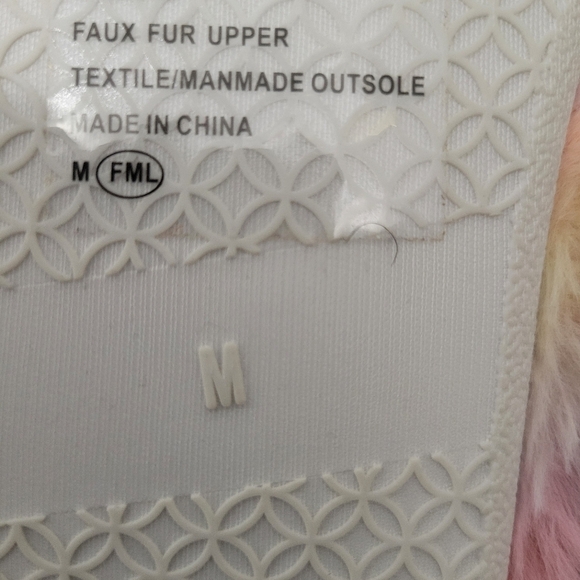 FAUX FUR UPPER
TEXTILE/MANMADE OUTSOLE
MADE IN CHINA
M FML
M